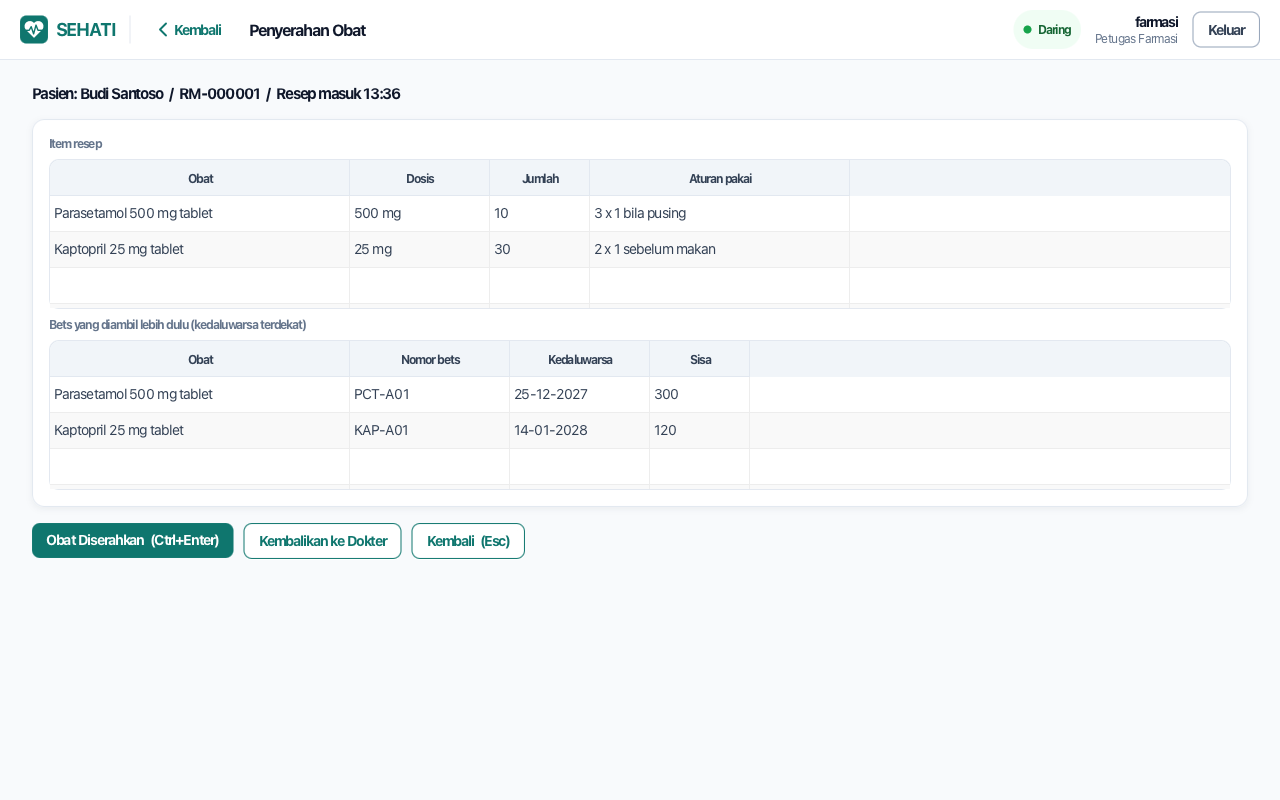 SEHATI Kembali Penyerahan Obat Daring farmasi Keluar
Petugas Farmasi
Pasien: Budi Santoso / RM-000001 / Resep masuk 13:36
Item resep
Obat Dosis Jumlah Aturan pakai
Parasetamol 500 mg tablet 500 mg 10 3 x 1 bila pusing
Kaptopril 25 mg tablet 25 mg 30 2 x 1 sebelum makan
Bets yang diambil lebih dulu (kedaluwarsa terdekat)
Obat Nomor bets Kedaluwarsa Sisa
Parasetamol 500 mg tablet PCT-A01 25-12-2027 300
Kaptopril 25 mg tablet KAP-A01 14-01-2028 120
Obat Diserahkan (Ctrl+Enter) Kembalikan ke Dokter Kembali (Esc)